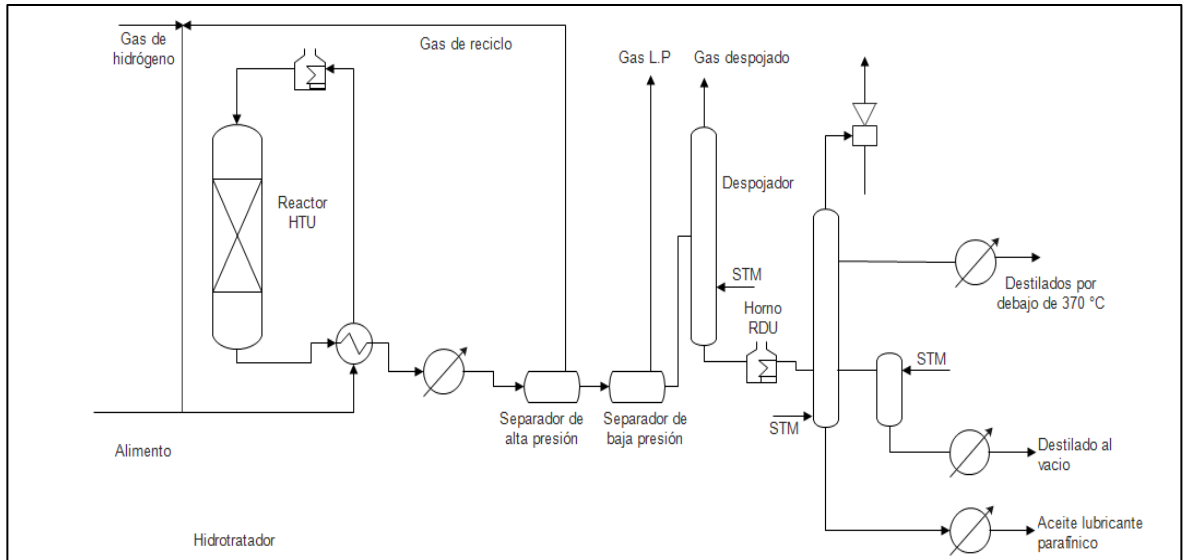 Gas de
hidrógeno
Gas de reciclo
Gas L.P
Gas despojado
Reactor
HTU
Despojador
STM
Horno
RDU
Destilados por
debajo de 370 °C
STM
Separador de
alta presión
Separador de
baja presión
STM
Alimento
Destilado al
vacio
Aceite lubricante
parafínico
Hidrotratador